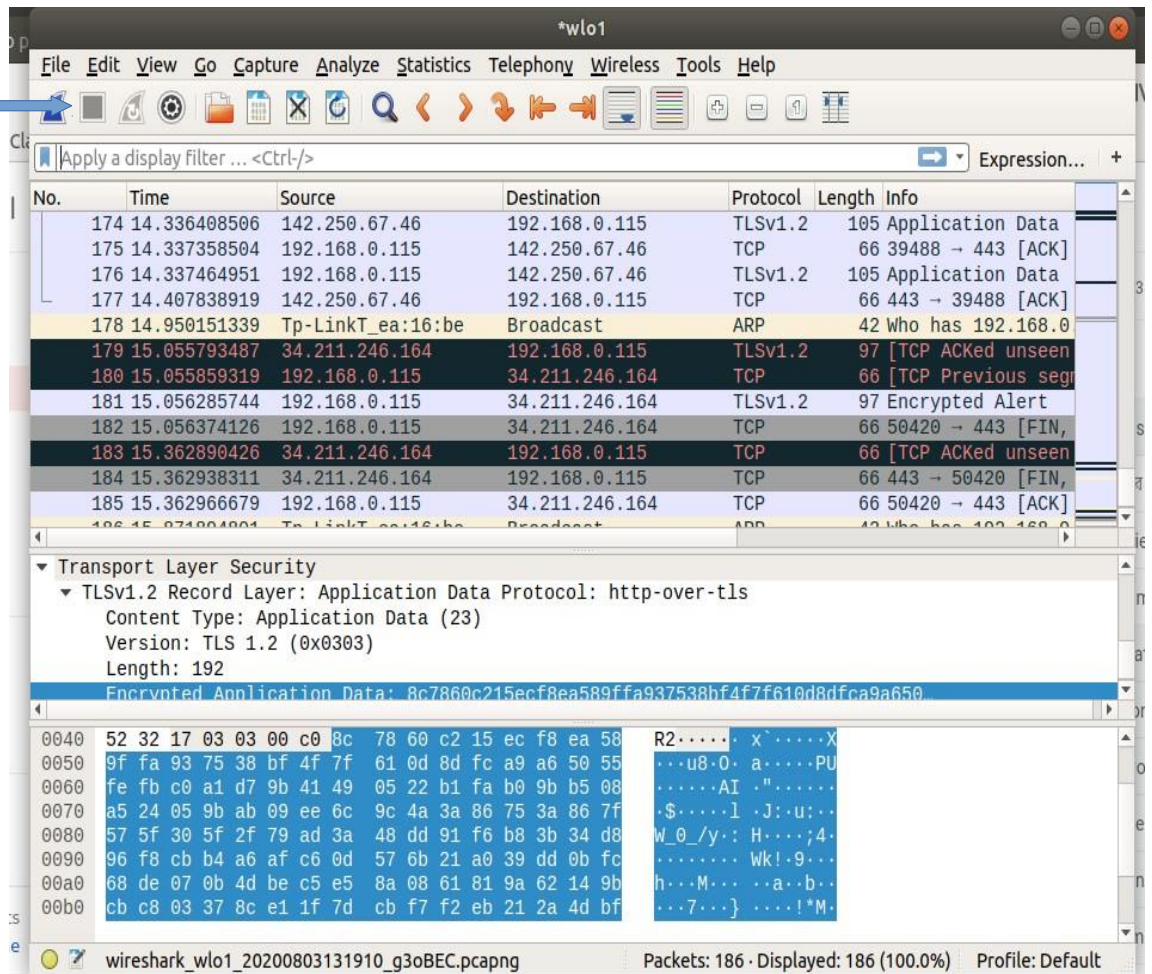 *wlo1
File Edit View Go Capture Analyze Statistics Telephony Wireless Tools Help
Apply a display filter … <Ctrl-/> Expression… +
No. Time Source Destination Protocol Length Info
174 14.336408506 142.250.67.46 192.168.0.115 TLSv1.2 105 Application Data
175 14.337358504 192.168.0.115 142.250.67.46 TCP 66 39488 → 443 [ACK]
176 14.337464951 192.168.0.115 142.250.67.46 TLSv1.2 105 Application Data
177 14.407838919 142.250.67.46 192.168.0.115 TCP 66 443 → 39488 [ACK]
178 14.950151339 Tp-LinkT_ea:16:be Broadcast ARP 42 Who has 192.168.0
179 15.055793487 34.211.246.164 192.168.0.115 TLSv1.2 97 [TCP ACKed unseen
180 15.055859319 192.168.0.115 34.211.246.164 TCP 66 [TCP Previous segm
181 15.056285744 192.168.0.115 34.211.246.164 TLSv1.2 97 Encrypted Alert
182 15.056374126 192.168.0.115 34.211.246.164 TCP 66 50420 → 443 [FIN,
183 15.362890426 34.211.246.164 192.168.0.115 TCP 66 [TCP ACKed unseen
184 15.362938311 34.211.246.164 192.168.0.115 TCP 66 443 → 50420 [FIN,
185 15.362966679 192.168.0.115 34.211.246.164 TCP 66 50420 → 443 [ACK]
Transport Layer Security
TLSv1.2 Record Layer: Application Data Protocol: http-over-tls
Content Type: Application Data (23)
Version: TLS 1.2 (0x0303)
Length: 192
Encrypted Application Data: 8c7860c215ecf8ea589ffa937538bf4f7f610d8dfca9a650…
0040 52 32 17 03 03 00 c0 8c 78 60 c2 15 ec f8 ea 58 R2····· x`·····X
0050 9f fa 93 75 38 bf 4f 7f 61 0d 8d fc a9 a6 50 55 ···u8·O· a·····PU
0060 fe fb c0 a1 d7 9b 41 49 05 22 b1 fa b0 9b b5 08 ······AI ·"······
0070 a5 24 05 9b ab 09 ee 6c 9c 4a 3a 86 75 3a 86 7f ·$·····l ·J:·u:··
0080 57 5f 30 5f 2f 79 ad 3a 48 dd 91 f6 b8 3b 34 d8 W_0_/y·: H····;4·
0090 96 f8 cb b4 a6 af c6 0d 57 6b 21 a0 39 dd 0b fc ········ Wk!·9···
00a0 68 de 07 0b 4d be c5 e5 8a 08 61 81 9a 62 14 9b h···M··· ··a··b··
00b0 cb c8 03 37 8c e1 1f 7d cb f7 f2 eb 21 2a 4d bf ···7···} ····!*M·
wireshark_wlo1_20200803131910_g3oBEC.pcapng Packets: 186 · Displayed: 186 (100.0%) Profile: Default